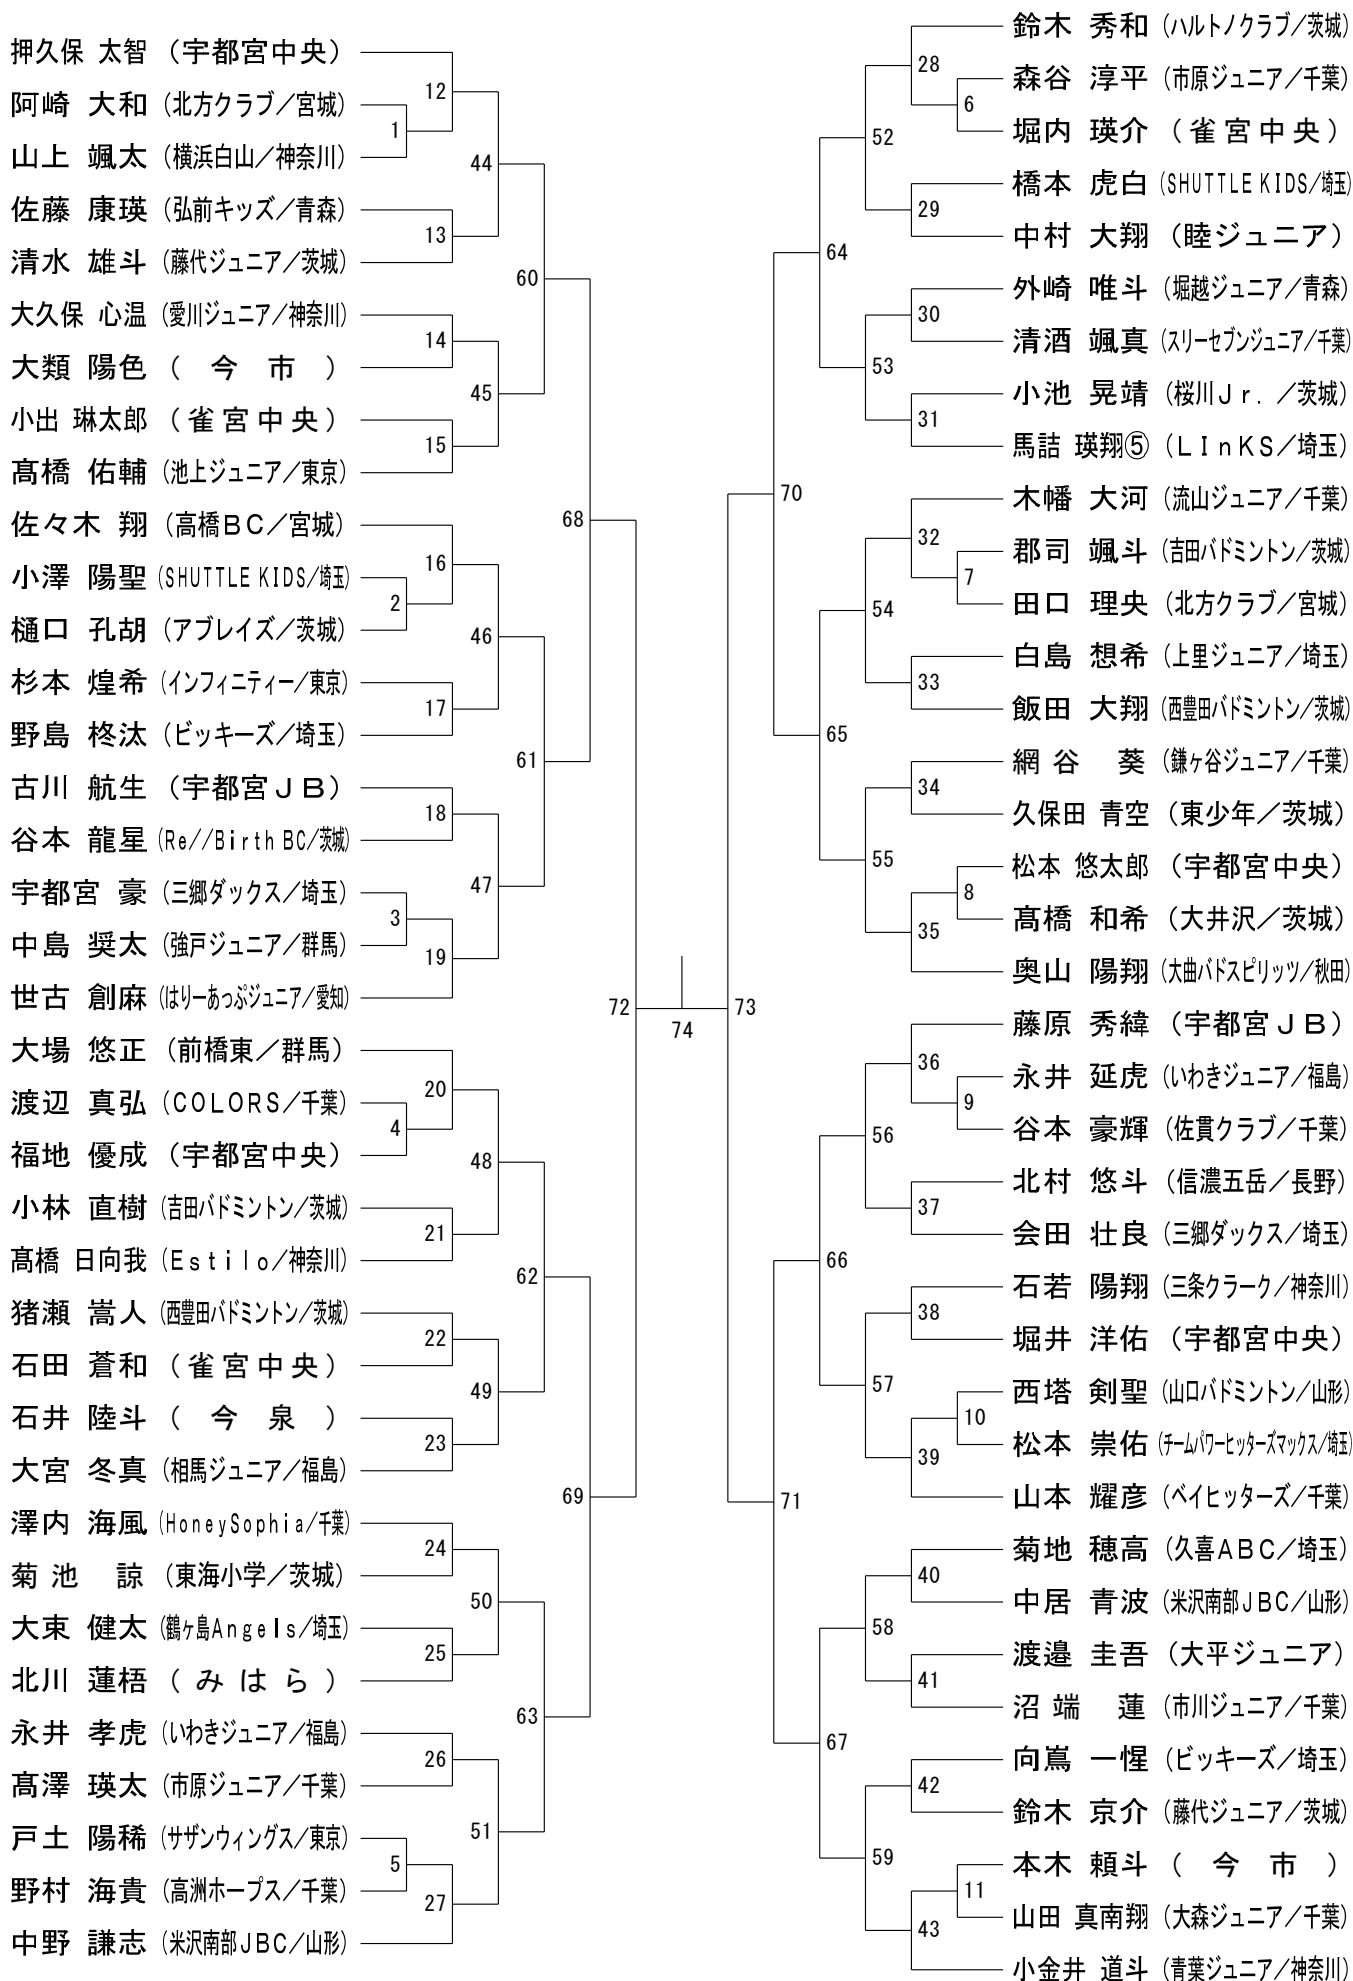 押久保 太智 (宇都宮中央)
阿崎 大和 (北方クラブ/宮城)
山上 颯太 (横浜白山/神奈川)
佐藤 康瑛 (弘前キッズ/青森)
清水 雄斗 (藤代ジュニア/茨城)
大久保 心温 (愛川ジュニア/神奈川)
大類 陽色 (今市)
小出 琳太郎 (雀宮中央)
髙橋 佑輔 (池上ジュニア/東京)
佐々木 翔 (高橋BC/宮城)
小澤 陽聖 (SHUTTLE KIDS/埼玉)
樋口 孔胡 (アブレイズ/茨城)
杉本 煌希 (インフィニティー/東京)
野島 柊汰 (ビッキーズ/埼玉)
古川 航生 (宇都宮JB)
谷本 龍星 (Re//Birth BC/茨城)
宇都宮 豪 (三郷ダックス/埼玉)
中島 奨太 (強戸ジュニア/群馬)
世古 創麻 (はりーあっぷジュニア/愛知)
大場 悠正 (前橋東/群馬)
渡辺 真弘 (COLORS/千葉)
福地 優成 (宇都宮中央)
小林 直樹 (吉田バドミントン/茨城)
髙橋 日向我 (Estilo/神奈川)
猪瀬 嵩人 (西豊田バドミントン/茨城)
石田 蒼和 (雀宮中央)
石井 陸斗 (今泉)
大宮 冬真 (相馬ジュニア/福島)
澤内 海風 (HoneySophia/千葉)
菊池 諒 (東海小学/茨城)
大束 健太 (鶴ヶ島Angels/埼玉)
北川 蓮梧 (みはら)
永井 孝虎 (いわきジュニア/福島)
髙澤 瑛太 (市原ジュニア/千葉)
戸土 陽稀 (サザンウィングス/東京)
野村 海貴 (高洲ホープス/千葉)
中野 謙志 (米沢南部JBC/山形)
1
2
3
4
5
12
13
14
15
16
17
18
19
20
21
22
23
24
25
26
27
44
45
46
47
48
49
50
51
60
61
62
63
68
69
72
74
73
70
71
64
65
66
67
52
53
54
55
56
57
58
59
28
29
30
31
32
33
34
35
36
37
38
39
40
41
42
43
6
7
8
9
10
11
鈴木 秀和 (ハルトノクラブ/茨城)
森谷 淳平 (市原ジュニア/千葉)
堀内 瑛介 (雀宮中央)
橋本 虎白 (SHUTTLE KIDS/埼玉)
中村 大翔 (睦ジュニア)
外崎 唯斗 (堀越ジュニア/青森)
清酒 颯真 (スリーセブンジュニア/千葉)
小池 晃靖 (桜川Jr./茨城)
馬詰 瑛翔⑤ (LInKS/埼玉)
木幡 大河 (流山ジュニア/千葉)
郡司 颯斗 (吉田バドミントン/茨城)
田口 理央 (北方クラブ/宮城)
白島 想希 (上里ジュニア/埼玉)
飯田 大翔 (西豊田バドミントン/茨城)
網谷 葵 (鎌ヶ谷ジュニア/千葉)
久保田 青空 (東少年/茨城)
松本 悠太郎 (宇都宮中央)
髙橋 和希 (大井沢/茨城)
奥山 陽翔 (大曲バドスピリッツ/秋田)
藤原 秀緯 (宇都宮JB)
永井 延虎 (いわきジュニア/福島)
谷本 豪輝 (佐貫クラブ/千葉)
北村 悠斗 (信濃五岳/長野)
会田 壮良 (三郷ダックス/埼玉)
石若 陽翔 (三条クラーク/神奈川)
堀井 洋佑 (宇都宮中央)
西塔 剣聖 (山口バドミントン/山形)
松本 崇佑 (チームパワーヒッターズマックス/埼玉)
山本 耀彦 (ベイヒッターズ/千葉)
菊地 穂高 (久喜ABC/埼玉)
中居 青波 (米沢南部JBC/山形)
渡邉 圭吾 (大平ジュニア)
沼端 蓮 (市川ジュニア/千葉)
向嶌 一惺 (ビッキーズ/埼玉)
鈴木 京介 (藤代ジュニア/茨城)
本木 頼斗 (今市)
山田 真南翔 (大森ジュニア/千葉)
小金井 道斗 (青葉ジュニア/神奈川)